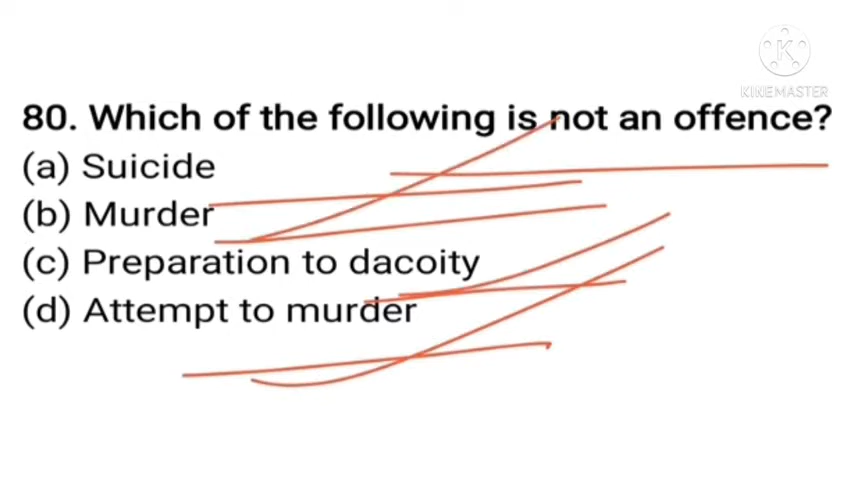 KINEMASTER
80. Which of the following is not an offence?
(a) Suicide
(b) Murder
(c) Preparation to dacoity
(d) Attempt to murder